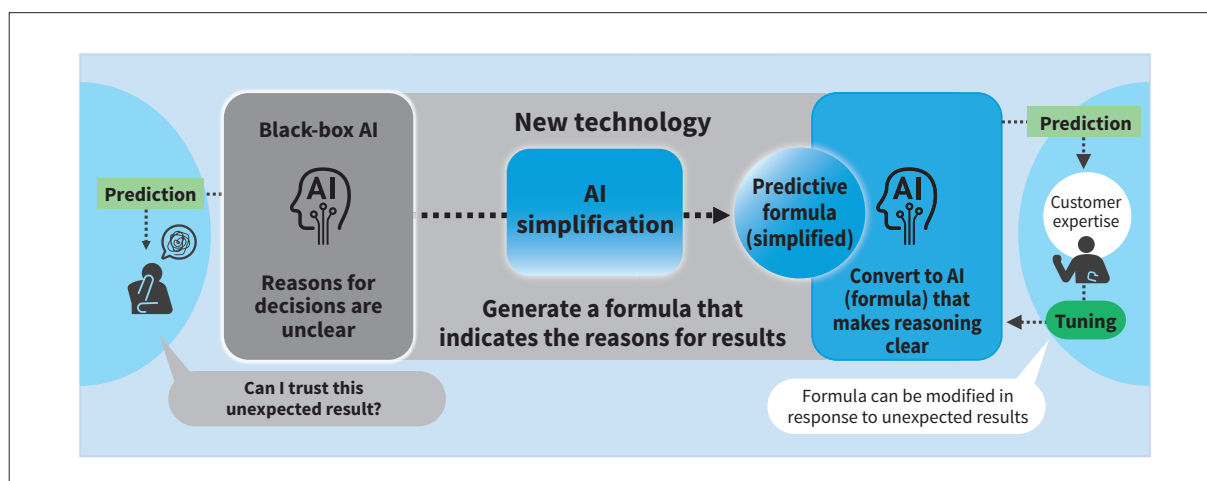 Prediction
Black-box AI
AI
Reasons for
decisions are
unclear
Can I trust this
unexpected result?
New technology
AI
simplification
Generate a formula that
indicates the reasons for results
Predictive
formula
(simplified)
AI
Convert to AI
(formula) that
makes reasoning
clear
Prediction
Customer
expertise
Tuning
Formula can be modified in
response to unexpected results